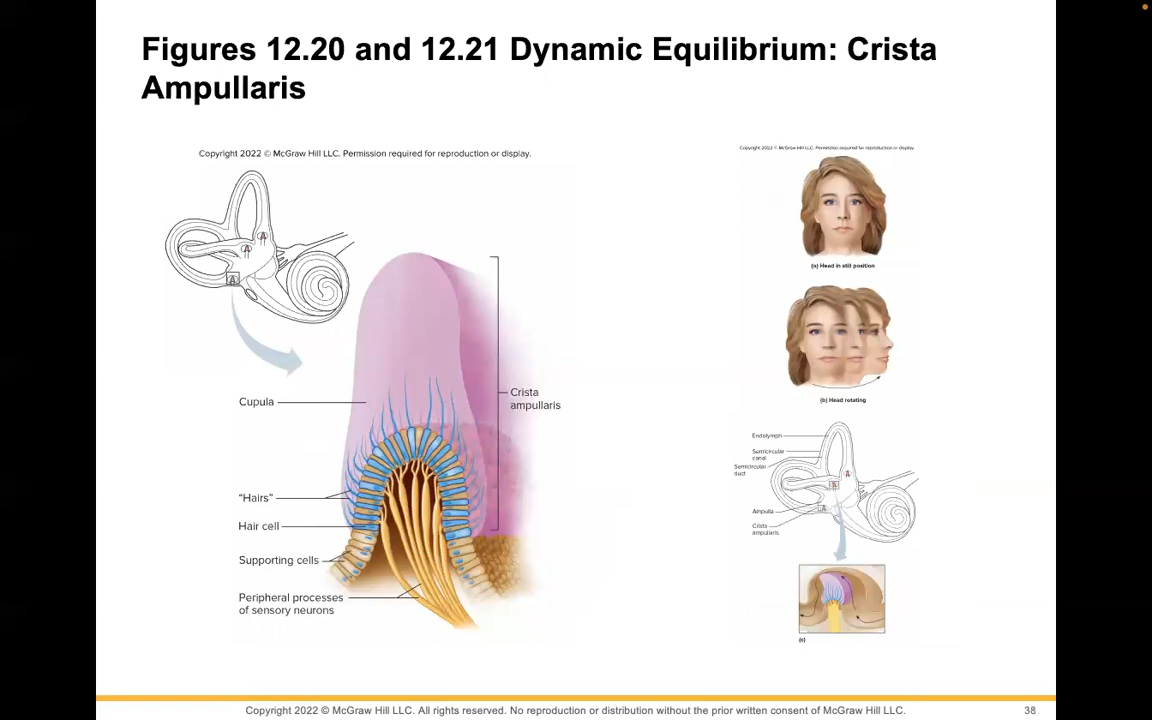 Figures 12.20 and 12.21 Dynamic Equilibrium: Crista
Ampullaris
Copyright 2022 © McGraw Hill LLC. Permission required for reproduction or display.
Cupula
Crista
ampullaris
"Hairs"
Hair cell
Supporting cells
Peripheral processes
of sensory neurons
Copyright 2022 © McGraw Hill LLC. Permission required for reproduction or display.
(a) Head in still position
(b) Head rotating
Endolymph
Semicircular
canal
Semicircular
duct
Ampulla
Crista
ampullaris
(c)
Copyright 2022 © McGraw Hill LLC. All rights reserved. No reproduction or distribution without the prior written consent of McGraw Hill LLC.
38